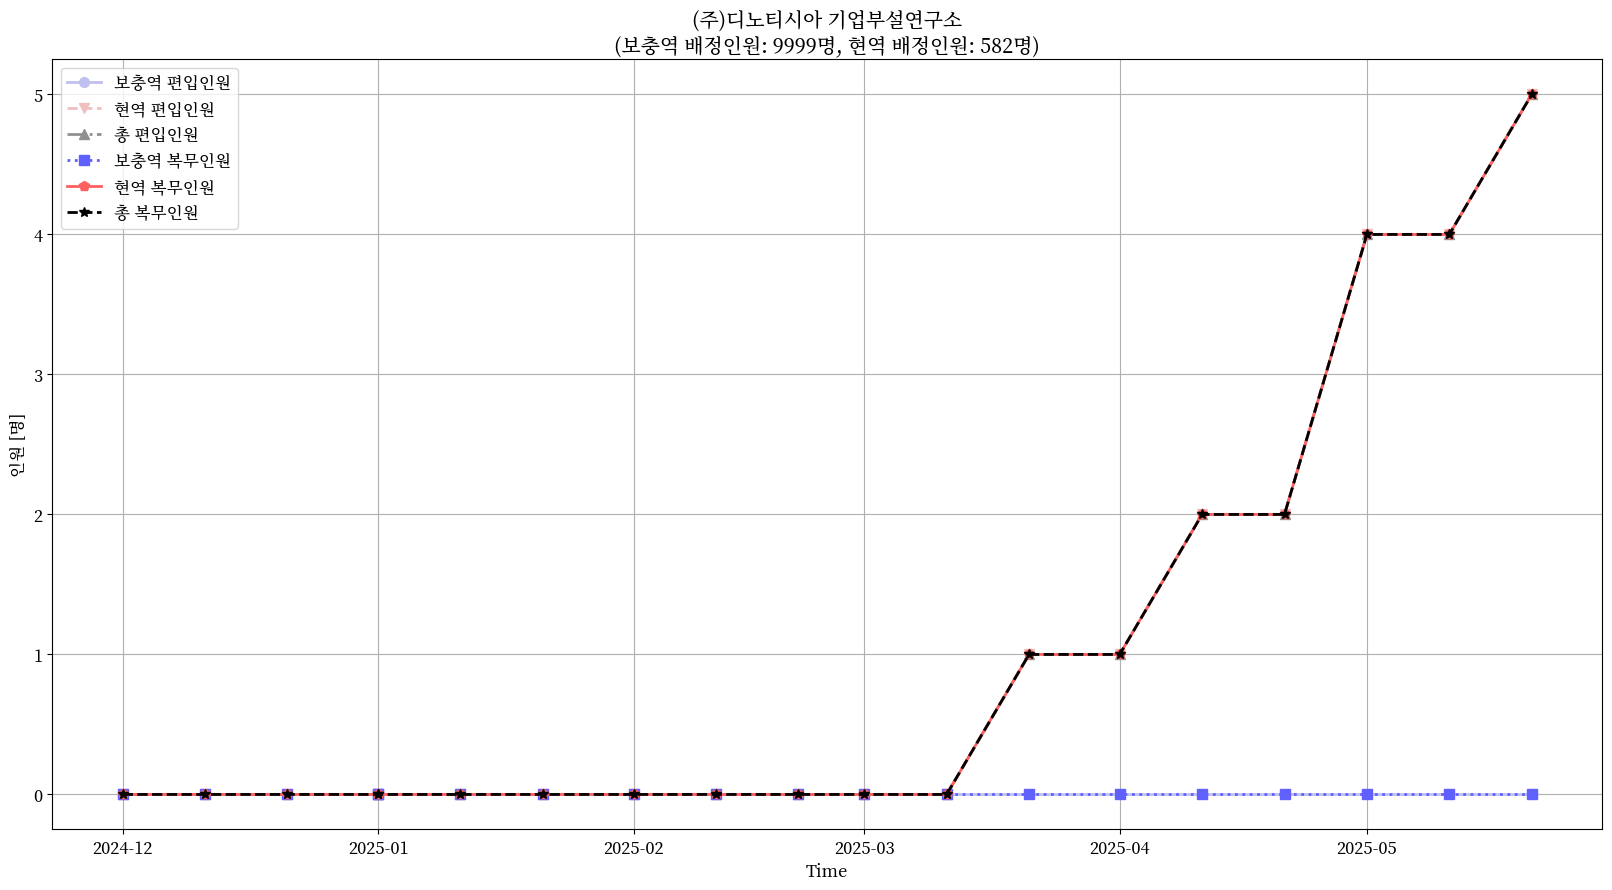 (주)디노티시아 기업부설연구소
(보충역 배정인원: 9999명, 현역 배정인원: 582명)
보충역 편입인원
현역 편입인원
총 편입인원
보충역 복무인원
현역 복무인원
총 복무인원
5
4
3
2
1
0
인원 [명]
2024-12
2025-01
2025-02
2025-03
2025-04
2025-05
Time